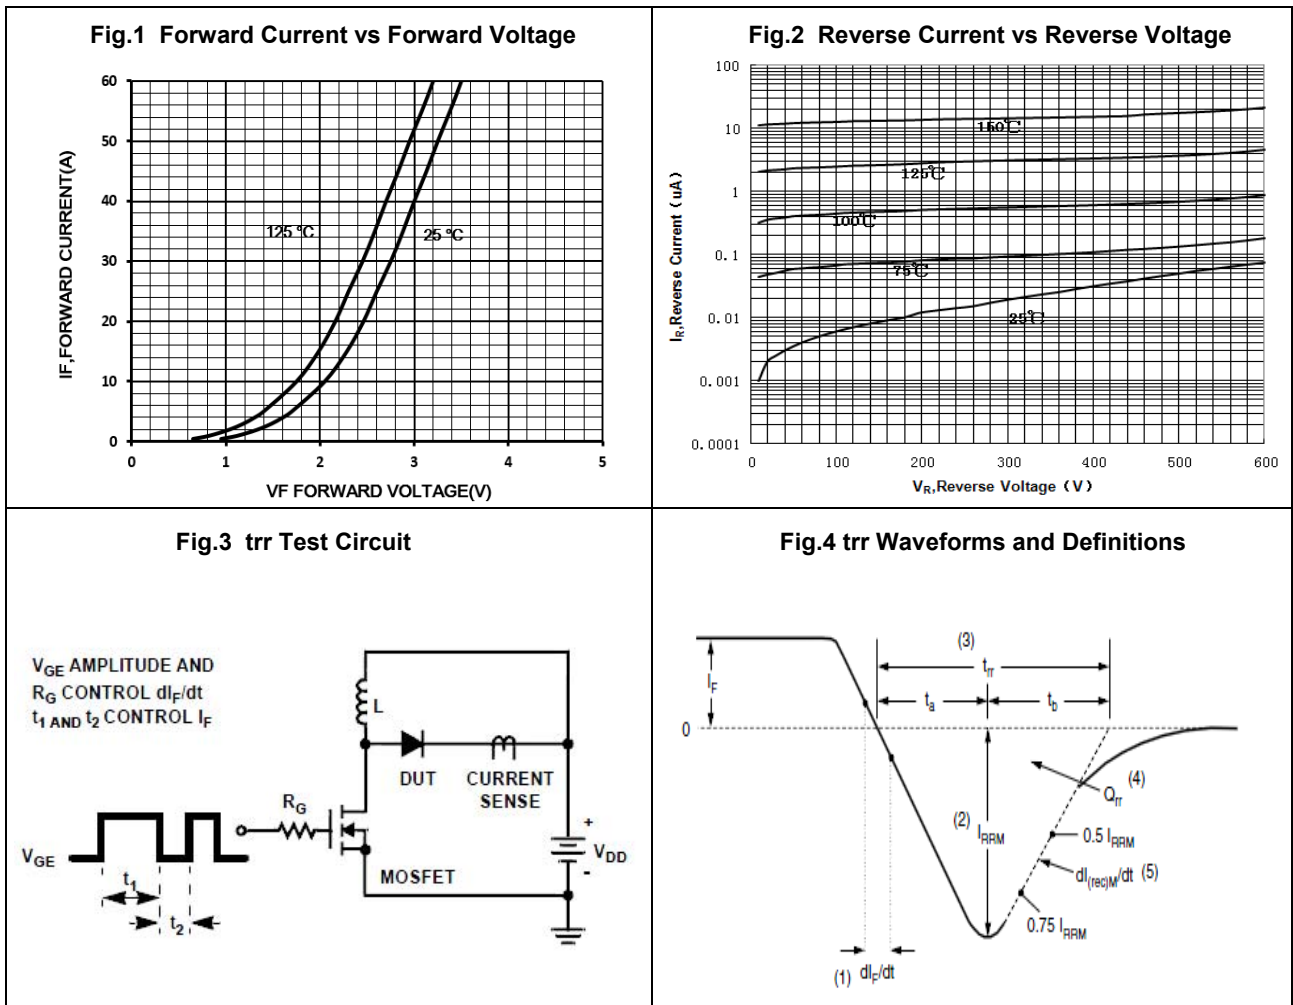 Fig.1 Forward Current vs Forward Voltage
60
50
40
30
20
10
0
IF,FORWARD CURRENT(A)
125 ºC
25 ºC
0 1 2 3 4 5
VF FORWARD VOLTAGE(V)
Fig.2 Reverse Current vs Reverse Voltage
100
10
1
0.1
0.01
0.001
0.0001
IR,Reverse Current（uA）
150℃
125℃
100℃
75℃
25℃
0 100 200 300 400 500 600
VR,Reverse Voltage（V）
Fig.3 trr Test Circuit
VGE AMPLITUDE AND
RG CONTROL dIF/dt
t1 AND t2 CONTROL IF
L
DUT
CURRENT
SENSE
RG
+
VDD
-
MOSFET
VGE
t1
t2
Fig.4 trr Waveforms and Definitions
(3)
trr
IF
ta
tb
0
Qrr (4)
(2) IRRM
0.5 IRRM
dI(rec)M/dt (5)
0.75 IRRM
(1) dIF/dt